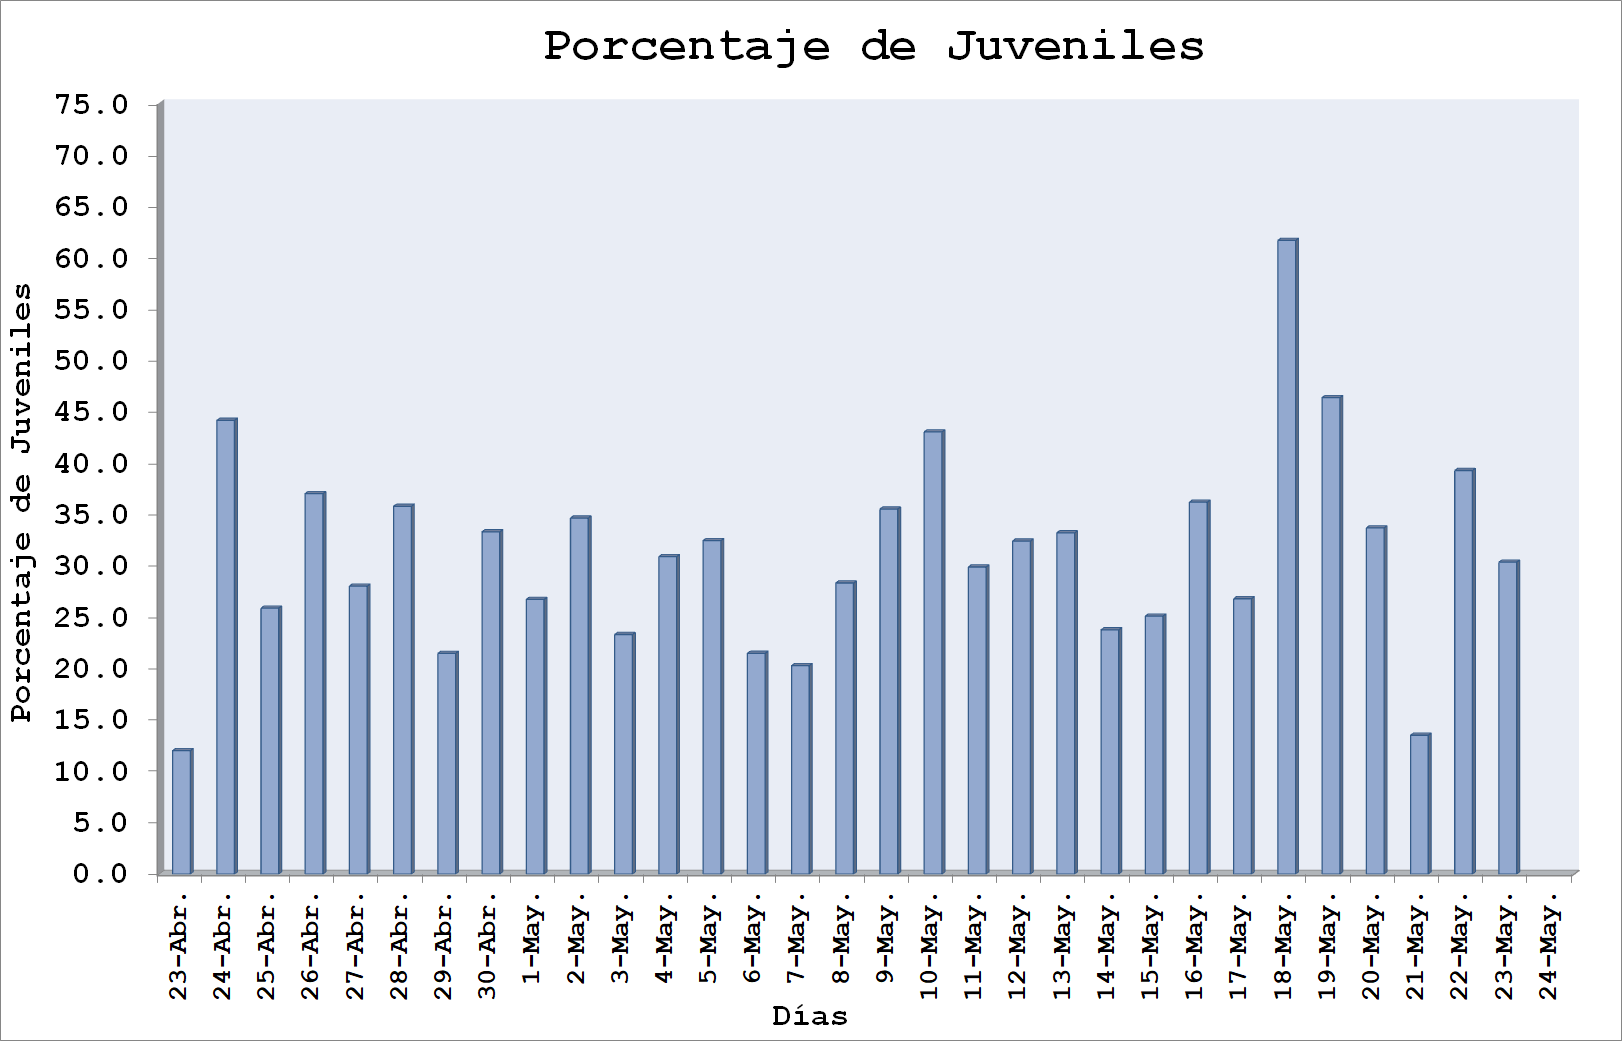 Porcentaje de Juveniles
Porcentaje de Juveniles
75.0
70.0
65.0
60.0
55.0
50.0
45.0
40.0
35.0
30.0
25.0
20.0
15.0
10.0
5.0
0.0
23-Abr.
24-Abr.
25-Abr.
26-Abr.
27-Abr.
28-Abr.
29-Abr.
30-Abr.
1-May.
2-May.
3-May.
4-May.
5-May.
6-May.
7-May.
8-May.
9-May.
10-May.
11-May.
12-May.
13-May.
14-May.
15-May.
16-May.
17-May.
18-May.
19-May.
20-May.
21-May.
22-May.
23-May.
24-May.
Días